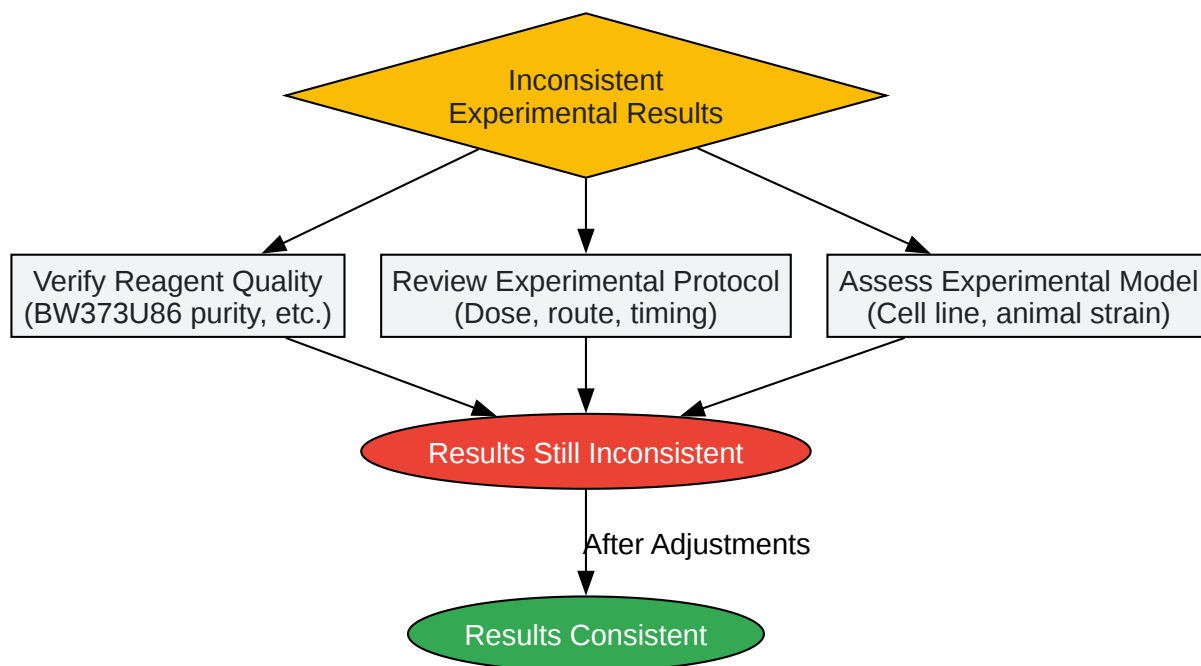 Inconsistent
Experimental Results
Verify Reagent Quality
(BW373U86 purity, etc.)
Review Experimental Protocol
(Dose, route, timing)
Assess Experimental Model
(Cell line, animal strain)
Results Still Inconsistent
After Adjustments
Results Consistent